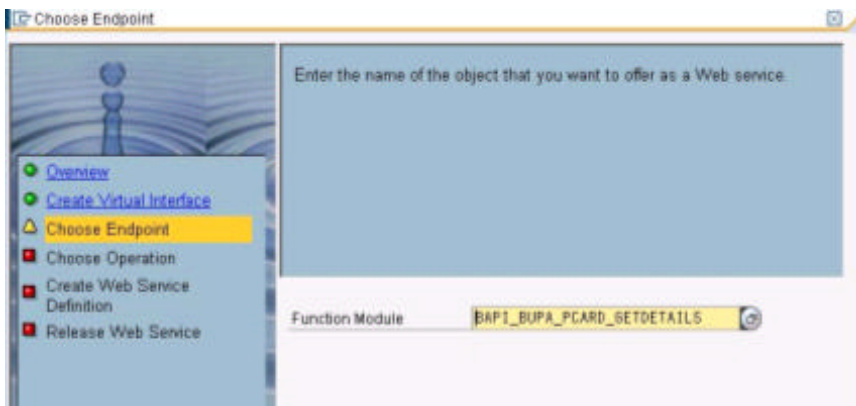 Choose Endpoint
Enter the name of the object that you want to offer as a Web service.
Overview
Create Virtual Interface
Choose Endpoint
Choose Operation
Create Web Service
Definition
Release Web Service
Function Module BAPI_BUPA_PCARD_GETDETAILS